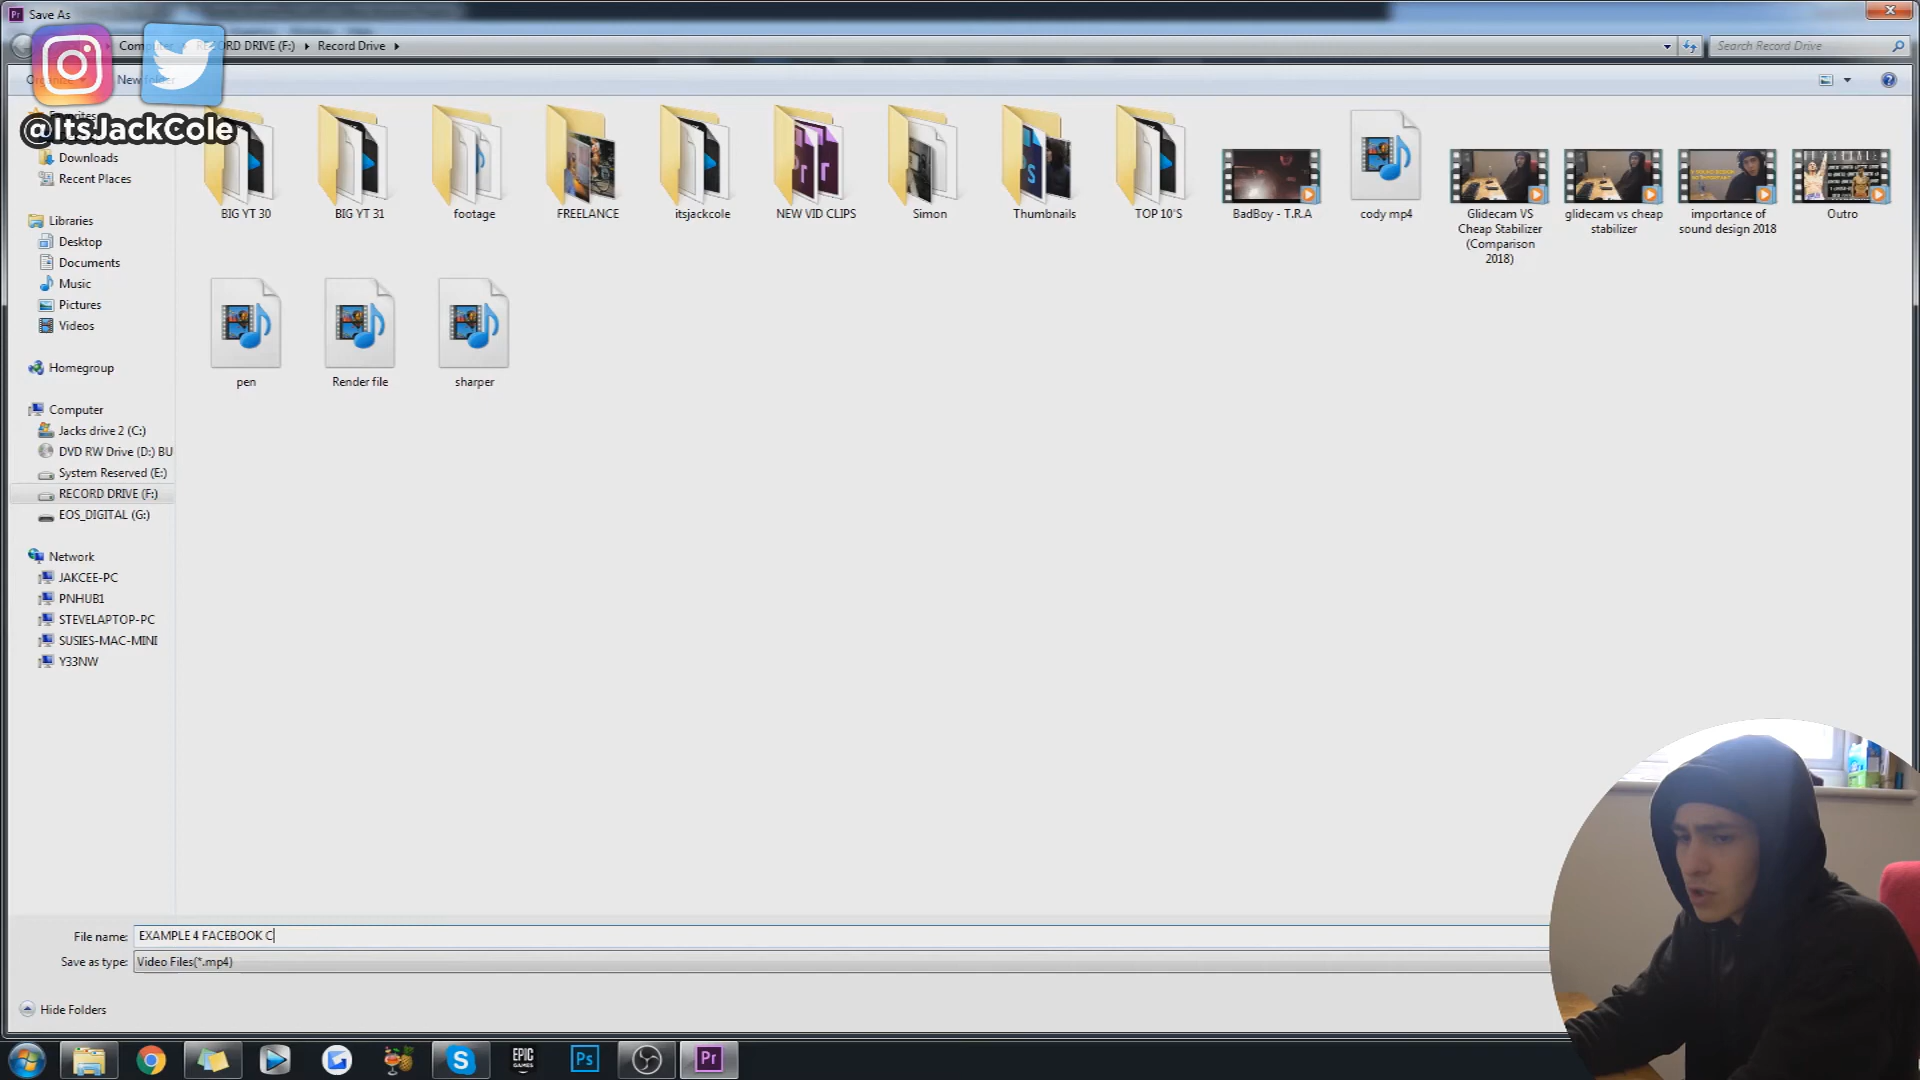 Save As
RECORD DRIVE (F:)
Record Drive
Search Record Drive
New folder
@ItsJackCole
Downloads
Recent Places
Libraries
Desktop
Documents
Music
Pictures
Videos
Homegroup
Computer
Jacks drive 2 (C:)
DVD RW Drive (D:) BU
System Reserved (E:)
RECORD DRIVE (F:)
EOS_DIGITAL (G:)
Network
JAKCEE-PC
PNHUB1
STEVELAPTOP-PC
SUSIES-MAC-MINI
Y33NW
BIG YT 30
BIG YT 31
footage
FREELANCE
itsjackcole
NEW VID CLIPS
Simon
Thumbnails
TOP 10'S
BadBoy - T.R.A
cody mp4
Glidecam VS
Cheap Stabilizer
(Comparison
2018)
glidecam vs cheap
stabilizer
importance of
sound design 2018
Outro
pen
Render file
sharper
File name: EXAMPLE 4 FACEBOOK C
Save as type: Video Files(*.mp4)
Hide Folders
EPIC
GAMES
Ps
Pr